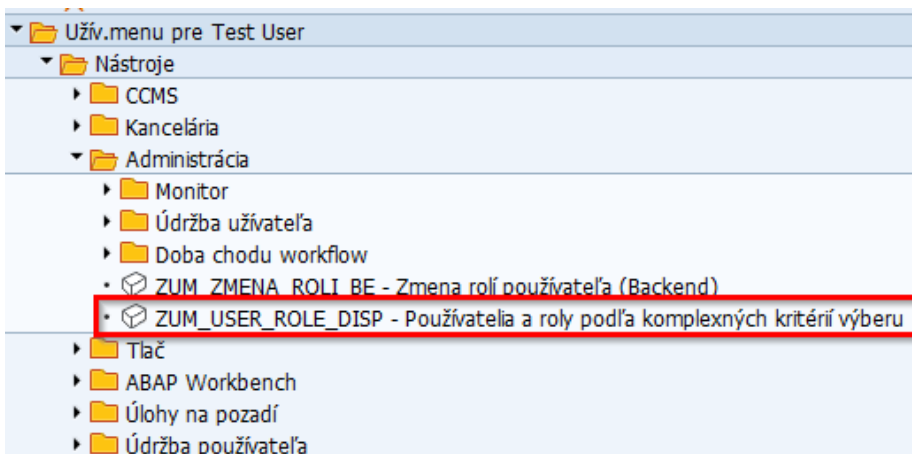 Užív.menu pre Test User
Nástroje
CCMS
Kancelária
Administrácia
Monitor
Údržba užívateľa
Doba chodu workflow
ZUM_ZMENA_ROLI_BE - Zmena rolí používateľa (Backend)
ZUM_USER_ROLE_DISP - Používatelia a roly podľa komplexných kritérií výberu
Tlač
ABAP Workbench
Úlohy na pozadí
Údržba používateľa